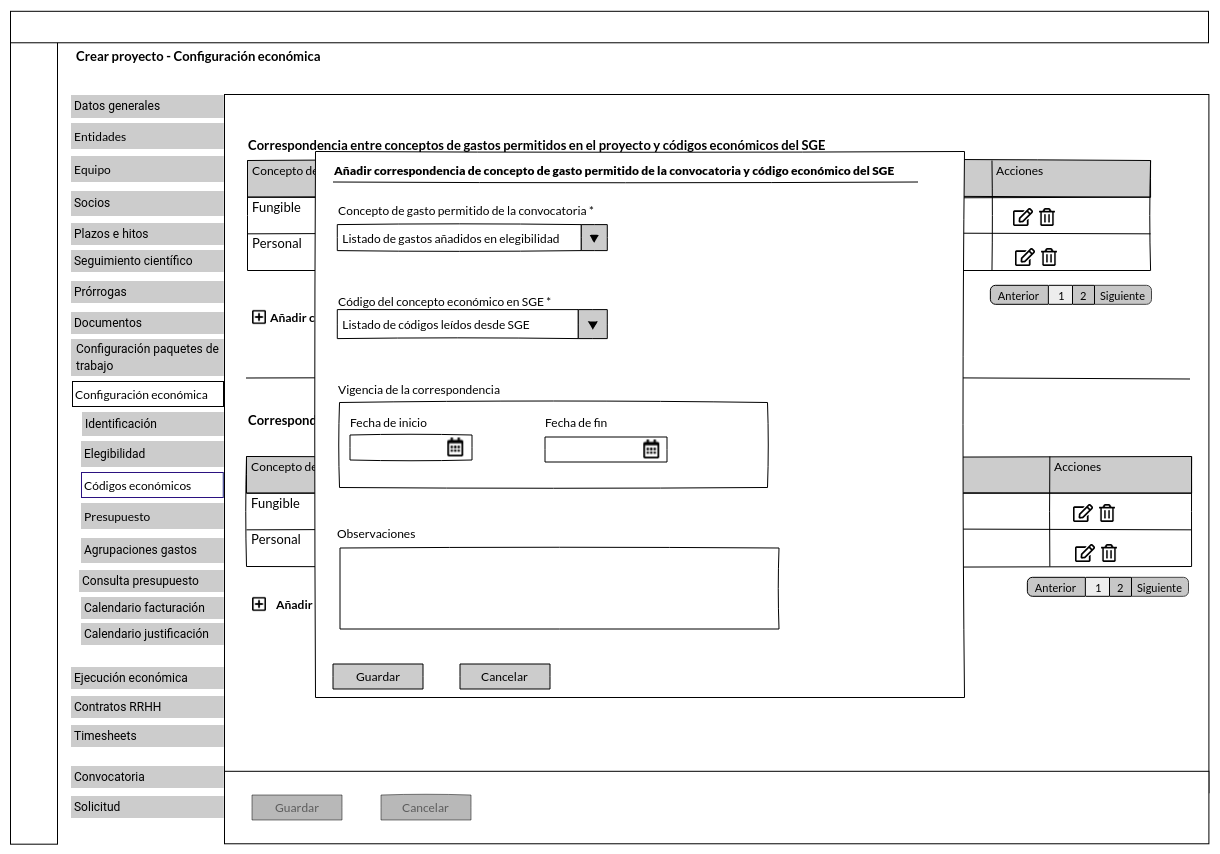 Crear proyecto - Configuración económica
Datos generales
Entidades
Equipo
Socios
Plazos e hitos
Seguimiento científico
Prórrogas
Documentos
Configuración paquetes de
trabajo
Configuración económica
Identificación
Elegibilidad
Códigos económicos
Presupuesto
Agrupaciones gastos
Consulta presupuesto
Calendario facturación
Calendario justificación
Ejecución económica
Contratos RRHH
Timesheets
Convocatoria
Solicitud
Correspondencia entre conceptos de gastos permitidos en el proyecto y códigos económicos del SGE
Concepto de
Acciones
Fungible
Personal
Anterior 1 2 Siguiente
Añadir c
Añadir correspondencia de concepto de gasto permitido de la convocatoria y código económico del SGE
Concepto de gasto permitido de la convocatoria *
Listado de gastos añadidos en elegibilidad
Código del concepto económico en SGE *
Listado de códigos leídos desde SGE
Vigencia de la correspondencia
Fecha de inicio
Fecha de fin
Observaciones
Guardar
Cancelar
Correspond
Concepto de
Acciones
Fungible
Personal
Anterior 1 2 Siguiente
Añadir
Guardar
Cancelar